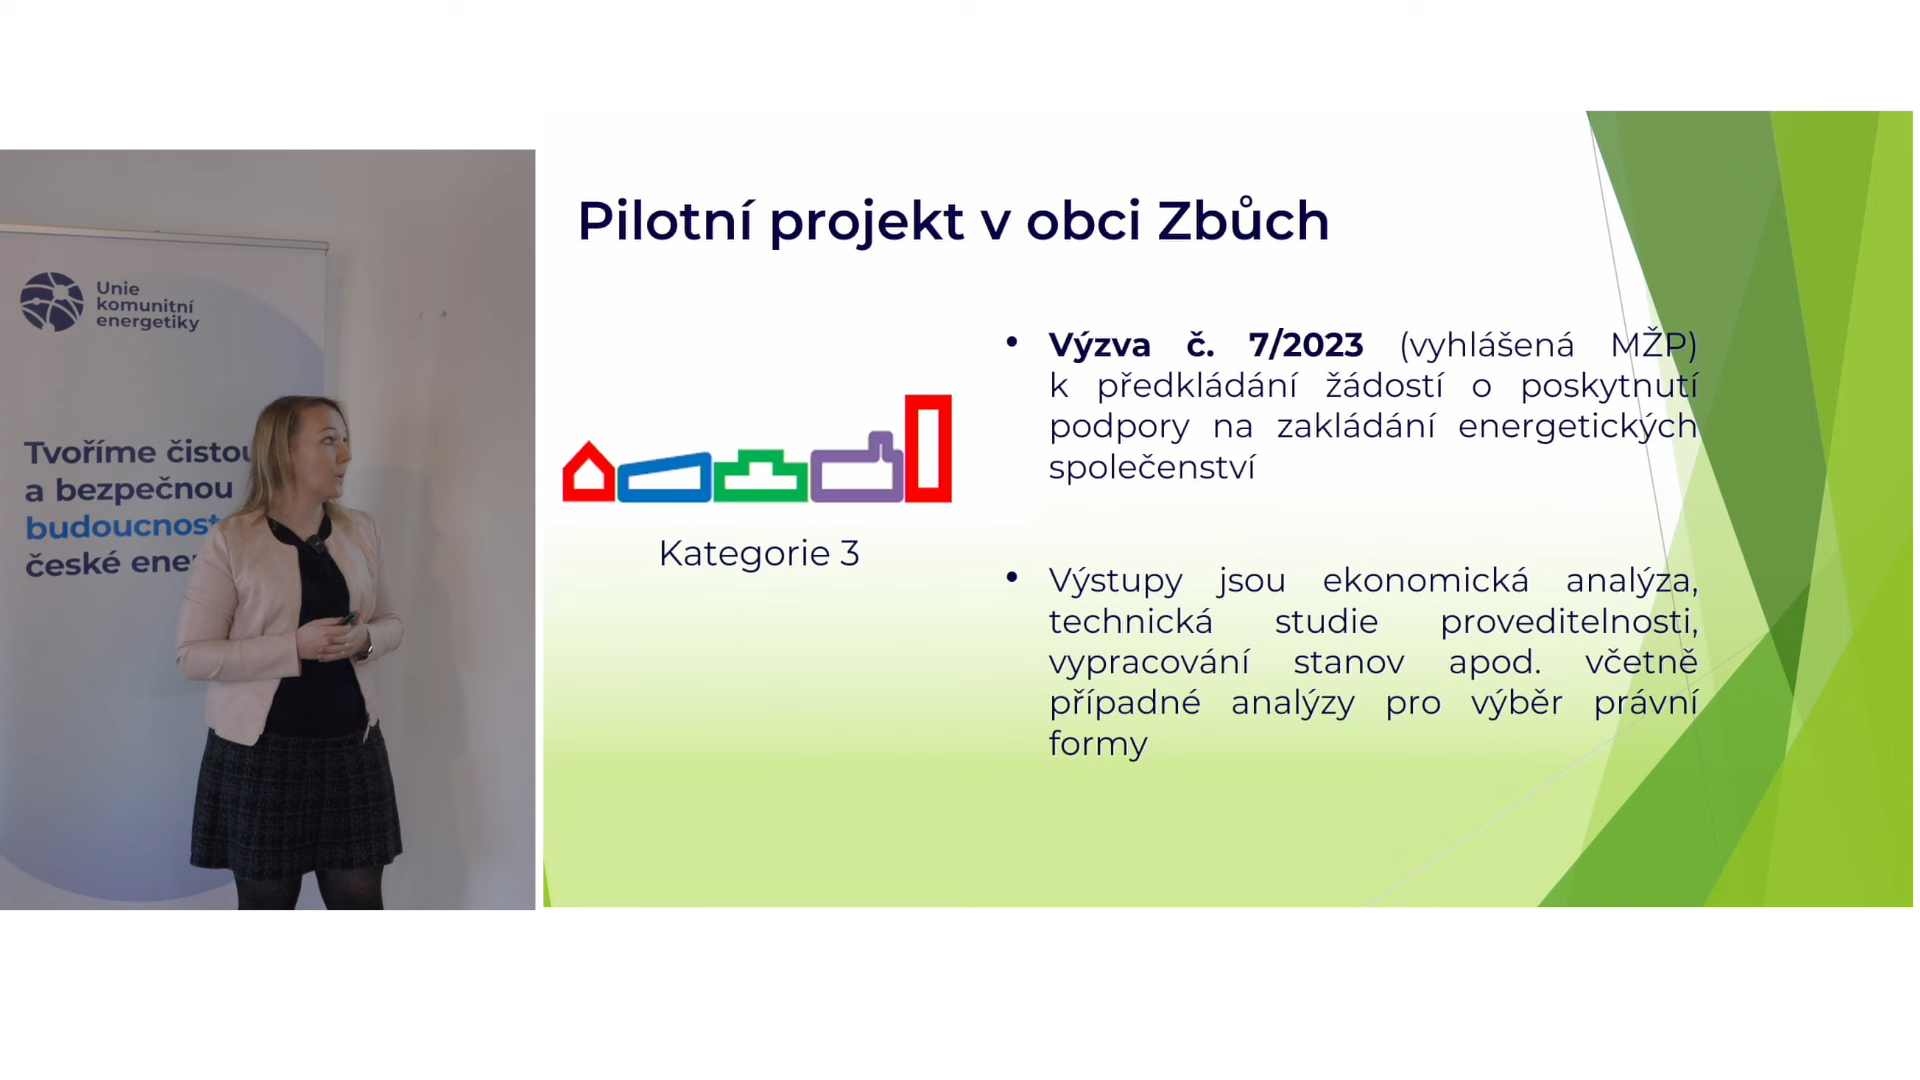 Unie
komunitní
energetiky
Tvoříme čistou
a bezpečnou
budoucnost
české
Pilotní projekt v obci Zbůch
Kategorie 3
• Výzva č. 7/2023 (vyhlášená MŽP)
k předkládání žádostí o poskytnutí
podpory na zakládání energetických
společenství
• Výstupy jsou ekonomická analýza,
technická studie proveditelnosti,
vypracování stanov apod. včetně
případné analýzy pro výběr právní
formy